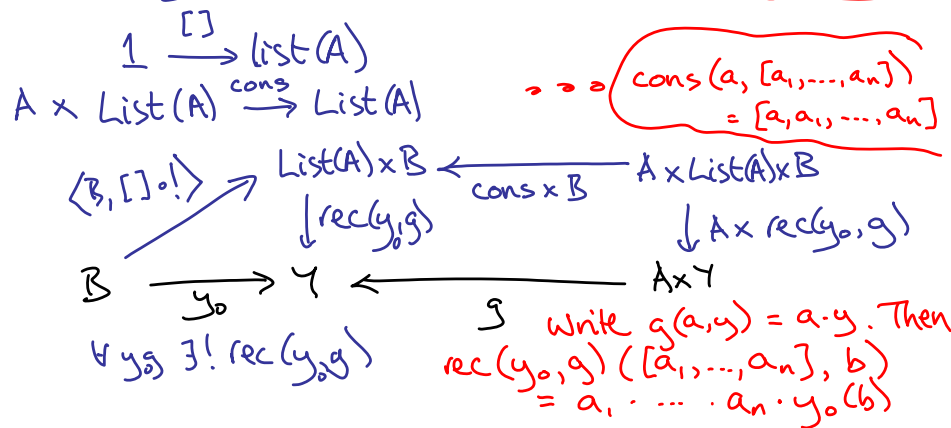 1 —[]→ List(A)
A × List(A) —cons→ List(A)
∘ ∘ ∘ cons(a, [a₁,...,aₙ])
= [a,a₁,...,aₙ]
⟨B, []∘!⟩ List(A)×B ←cons×B— A×List(A)×B
↓rec(y₀,g) ↓A× rec(y₀,g)
B —y₀→ Y ←g— A×Y
∀ y₀g ∃! rec(y₀,g)
Write g(a,y) = a·y. Then
rec(y₀,g)([a₁,...,aₙ], b)
= a₁· ... ·aₙ·y₀(b)